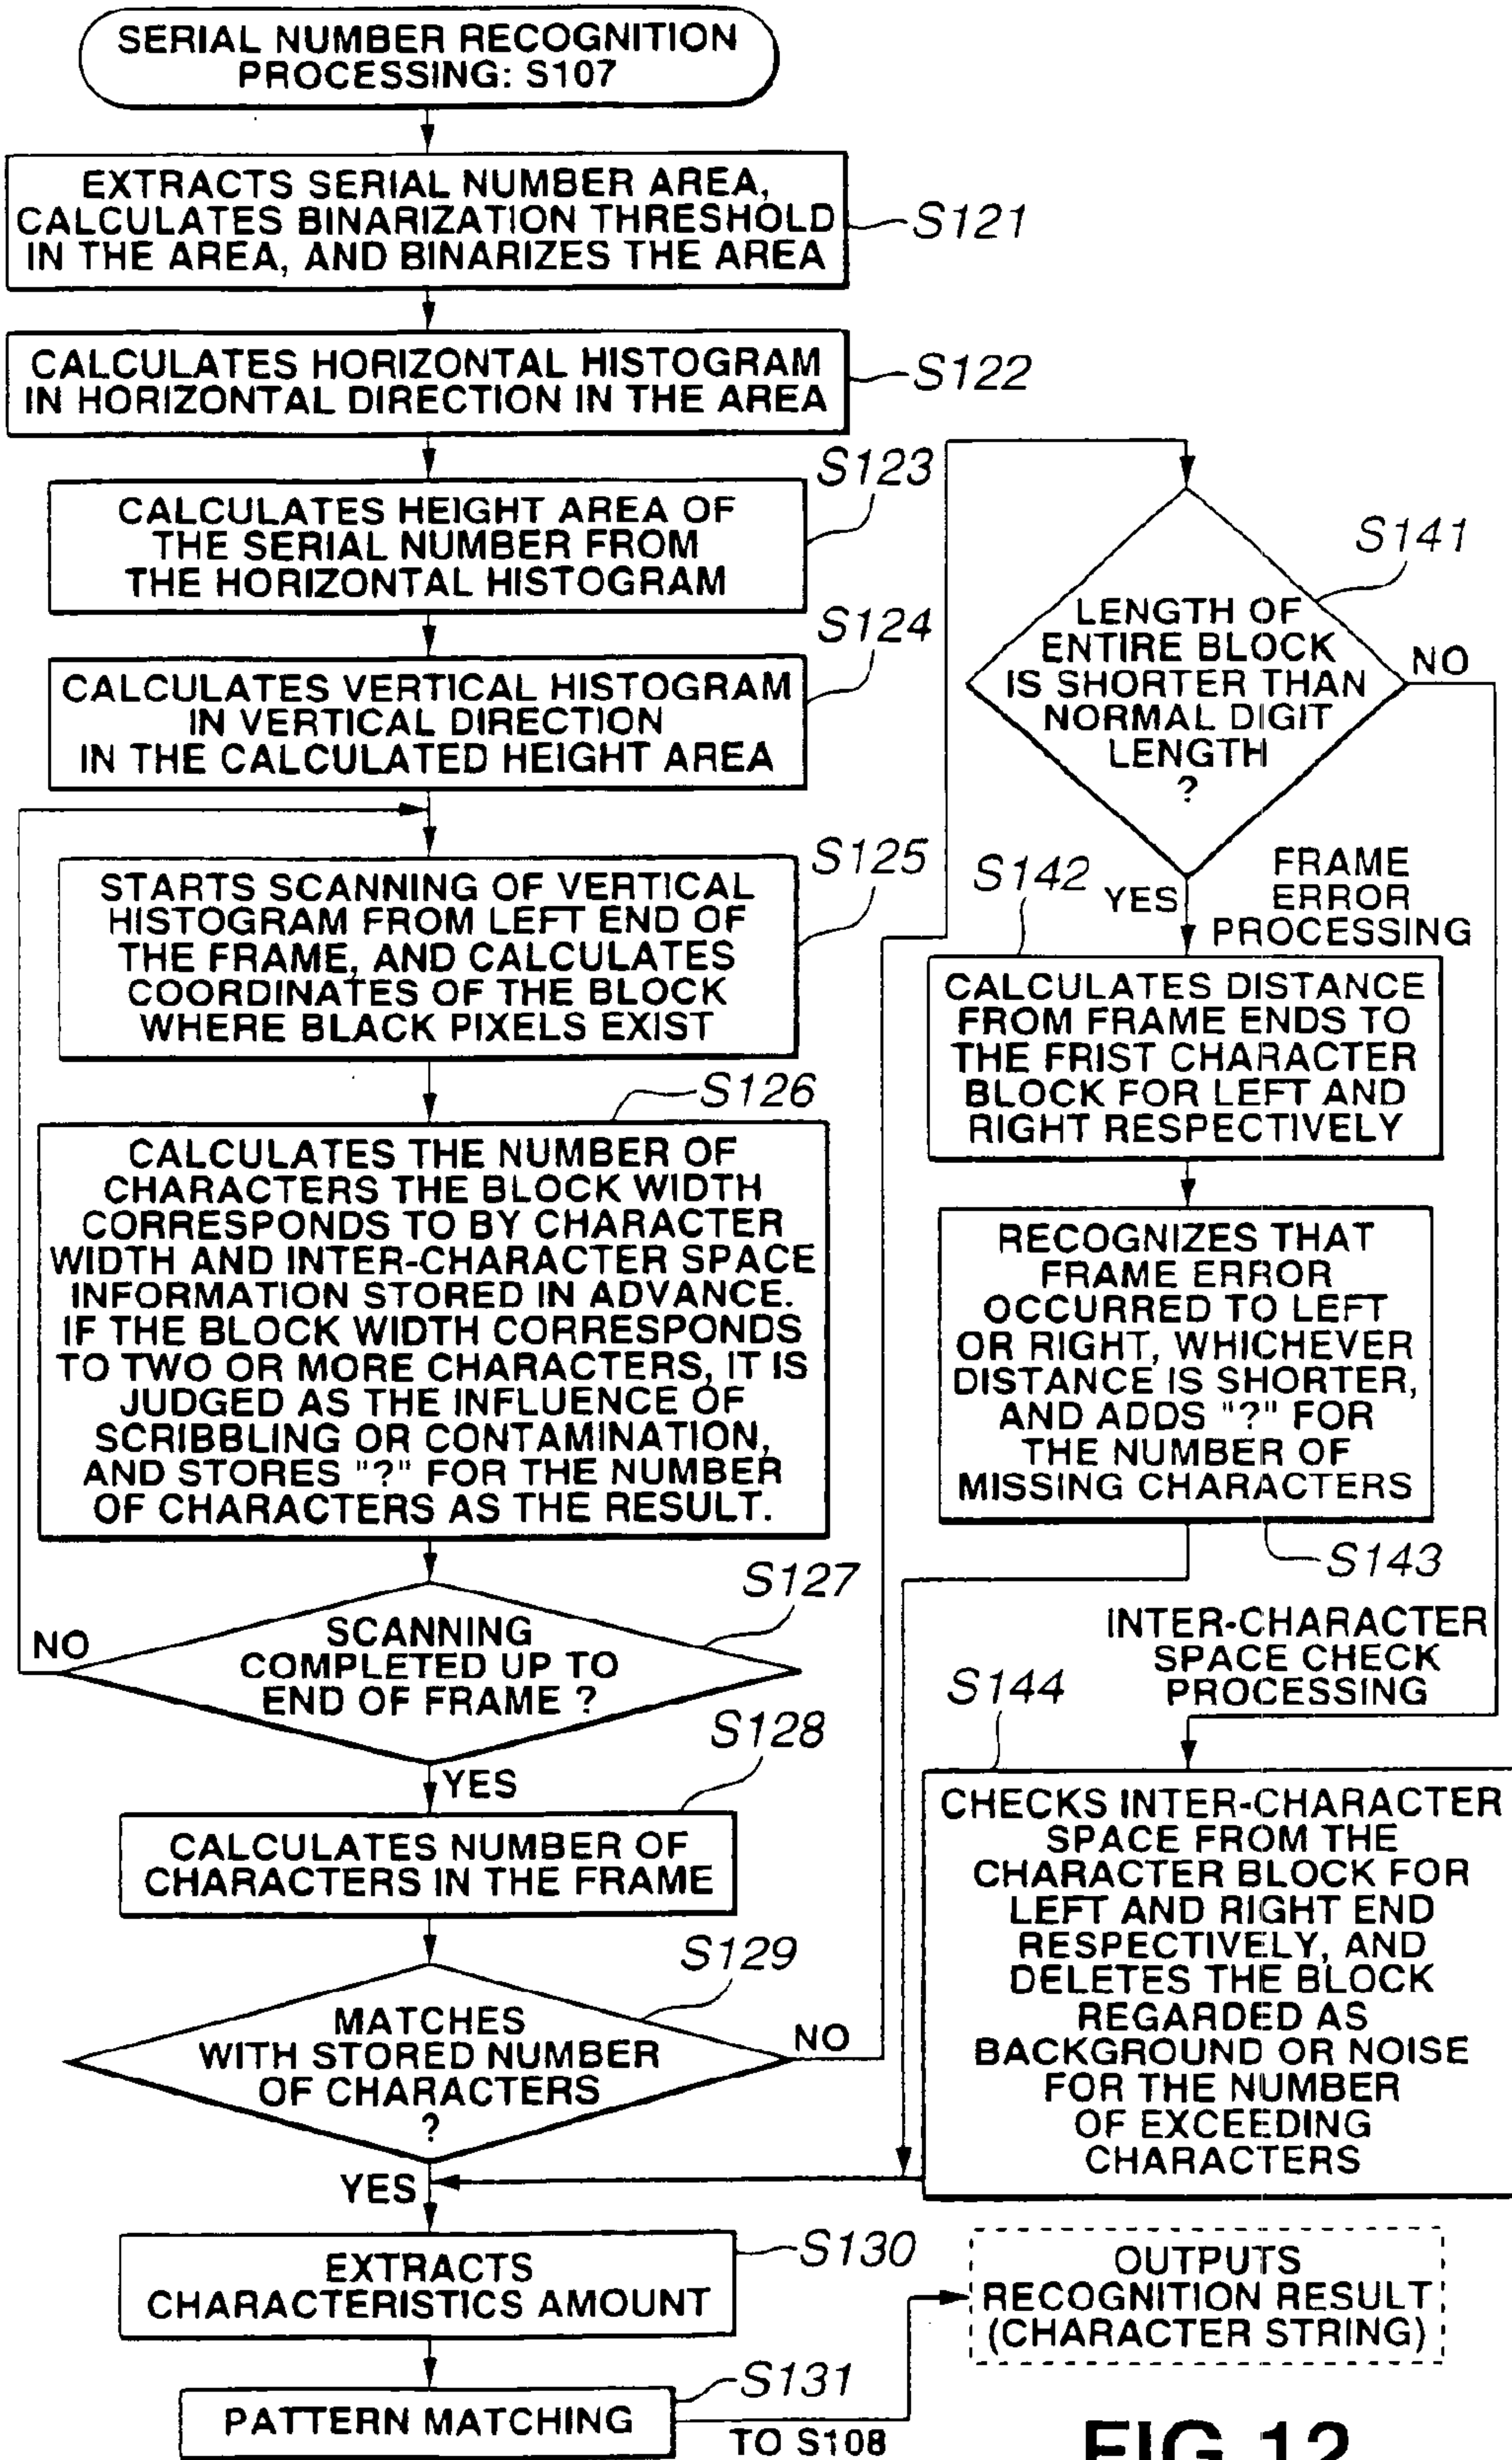 SERIAL NUMBER RECOGNITION
PROCESSING: S107
EXTRACTS SERIAL NUMBER AREA,
CALCULATES BINARIZATION THRESHOLD
IN THE AREA, AND BINARIZES THE AREA
S121
CALCULATES HORIZONTAL HISTOGRAM
IN HORIZONTAL DIRECTION IN THE AREA
S122
S123
CALCULATES HEIGHT AREA OF
THE SERIAL NUMBER FROM
THE HORIZONTAL HISTOGRAM
S124
CALCULATES VERTICAL HISTOGRAM
IN VERTICAL DIRECTION
IN THE CALCULATED HEIGHT AREA
S125
STARTS SCANNING OF VERTICAL
HISTOGRAM FROM LEFT END OF
THE FRAME, AND CALCULATES
COORDINATES OF THE BLOCK
WHERE BLACK PIXELS EXIST
S126
CALCULATES THE NUMBER OF
CHARACTERS THE BLOCK WIDTH
CORRESPONDS TO BY CHARACTER
WIDTH AND INTER-CHARACTER SPACE
INFORMATION STORED IN ADVANCE.
IF THE BLOCK WIDTH CORRESPONDS
TO TWO OR MORE CHARACTERS, IT IS
JUDGED AS THE INFLUENCE OF
SCRIBBLING OR CONTAMINATION,
AND STORES "?" FOR THE NUMBER
OF CHARACTERS AS THE RESULT.
S127
NO
SCANNING
COMPLETED UP TO
END OF FRAME ?
YES
S128
CALCULATES NUMBER OF
CHARACTERS IN THE FRAME
S129
MATCHES
WITH STORED NUMBER
OF CHARACTERS
?
NO
YES
S141
LENGTH OF
ENTIRE BLOCK
IS SHORTER THAN
NORMAL DIGIT
LENGTH
?
NO
S142
YES
FRAME
ERROR
PROCESSING
CALCULATES DISTANCE
FROM FRAME ENDS TO
THE FRIST CHARACTER
BLOCK FOR LEFT AND
RIGHT RESPECTIVELY
RECOGNIZES THAT
FRAME ERROR
OCCURRED TO LEFT
OR RIGHT, WHICHEVER
DISTANCE IS SHORTER,
AND ADDS "?" FOR
THE NUMBER OF
MISSING CHARACTERS
S143
INTER-CHARACTER
SPACE CHECK
PROCESSING
S144
CHECKS INTER-CHARACTER
SPACE FROM THE
CHARACTER BLOCK FOR
LEFT AND RIGHT END
RESPECTIVELY, AND
DELETES THE BLOCK
REGARDED AS
BACKGROUND OR NOISE
FOR THE NUMBER
OF EXCEEDING
CHARACTERS
EXTRACTS
CHARACTERISTICS AMOUNT
S130
PATTERN MATCHING
S131
TO S108
OUTPUTS
RECOGNITION RESULT
(CHARACTER STRING)
FIG.12